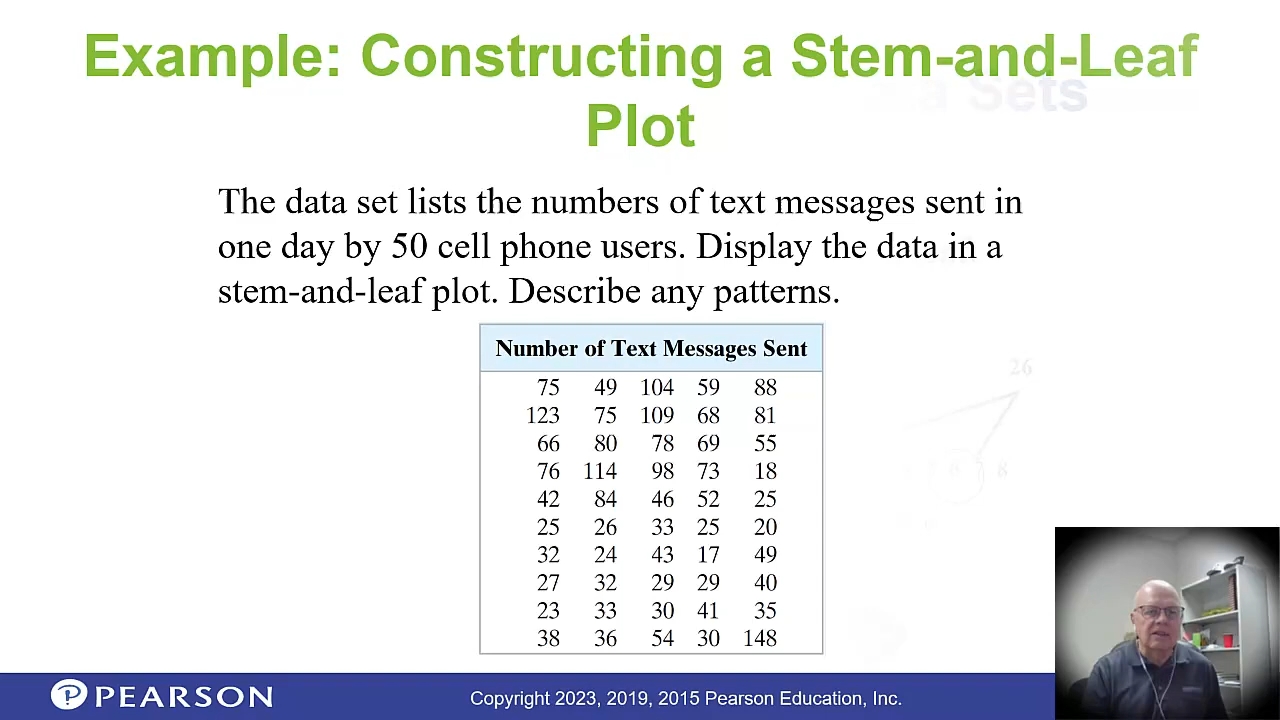 Example: Constructing a Stem-and-Leaf
Plot
The data set lists the numbers of text messages sent in
one day by 50 cell phone users. Display the data in a
stem-and-leaf plot. Describe any patterns.
Number of Text Messages Sent
75 49 104 59 88
123 75 109 68 81
66 80 78 69 55
76 114 98 73 18
42 84 46 52 25
25 26 33 25 20
32 24 43 17 49
27 32 29 29 40
23 33 30 41 35
38 36 54 30 148
Sets
26
PEARSON
Copyright 2023, 2019, 2015 Pearson Education, Inc.